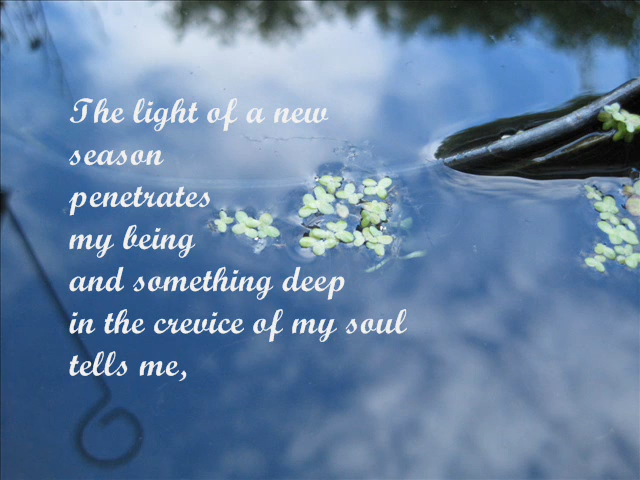 The light of a new
season
penetrates
my being
and something deep
in the crevice of my soul
tells me,